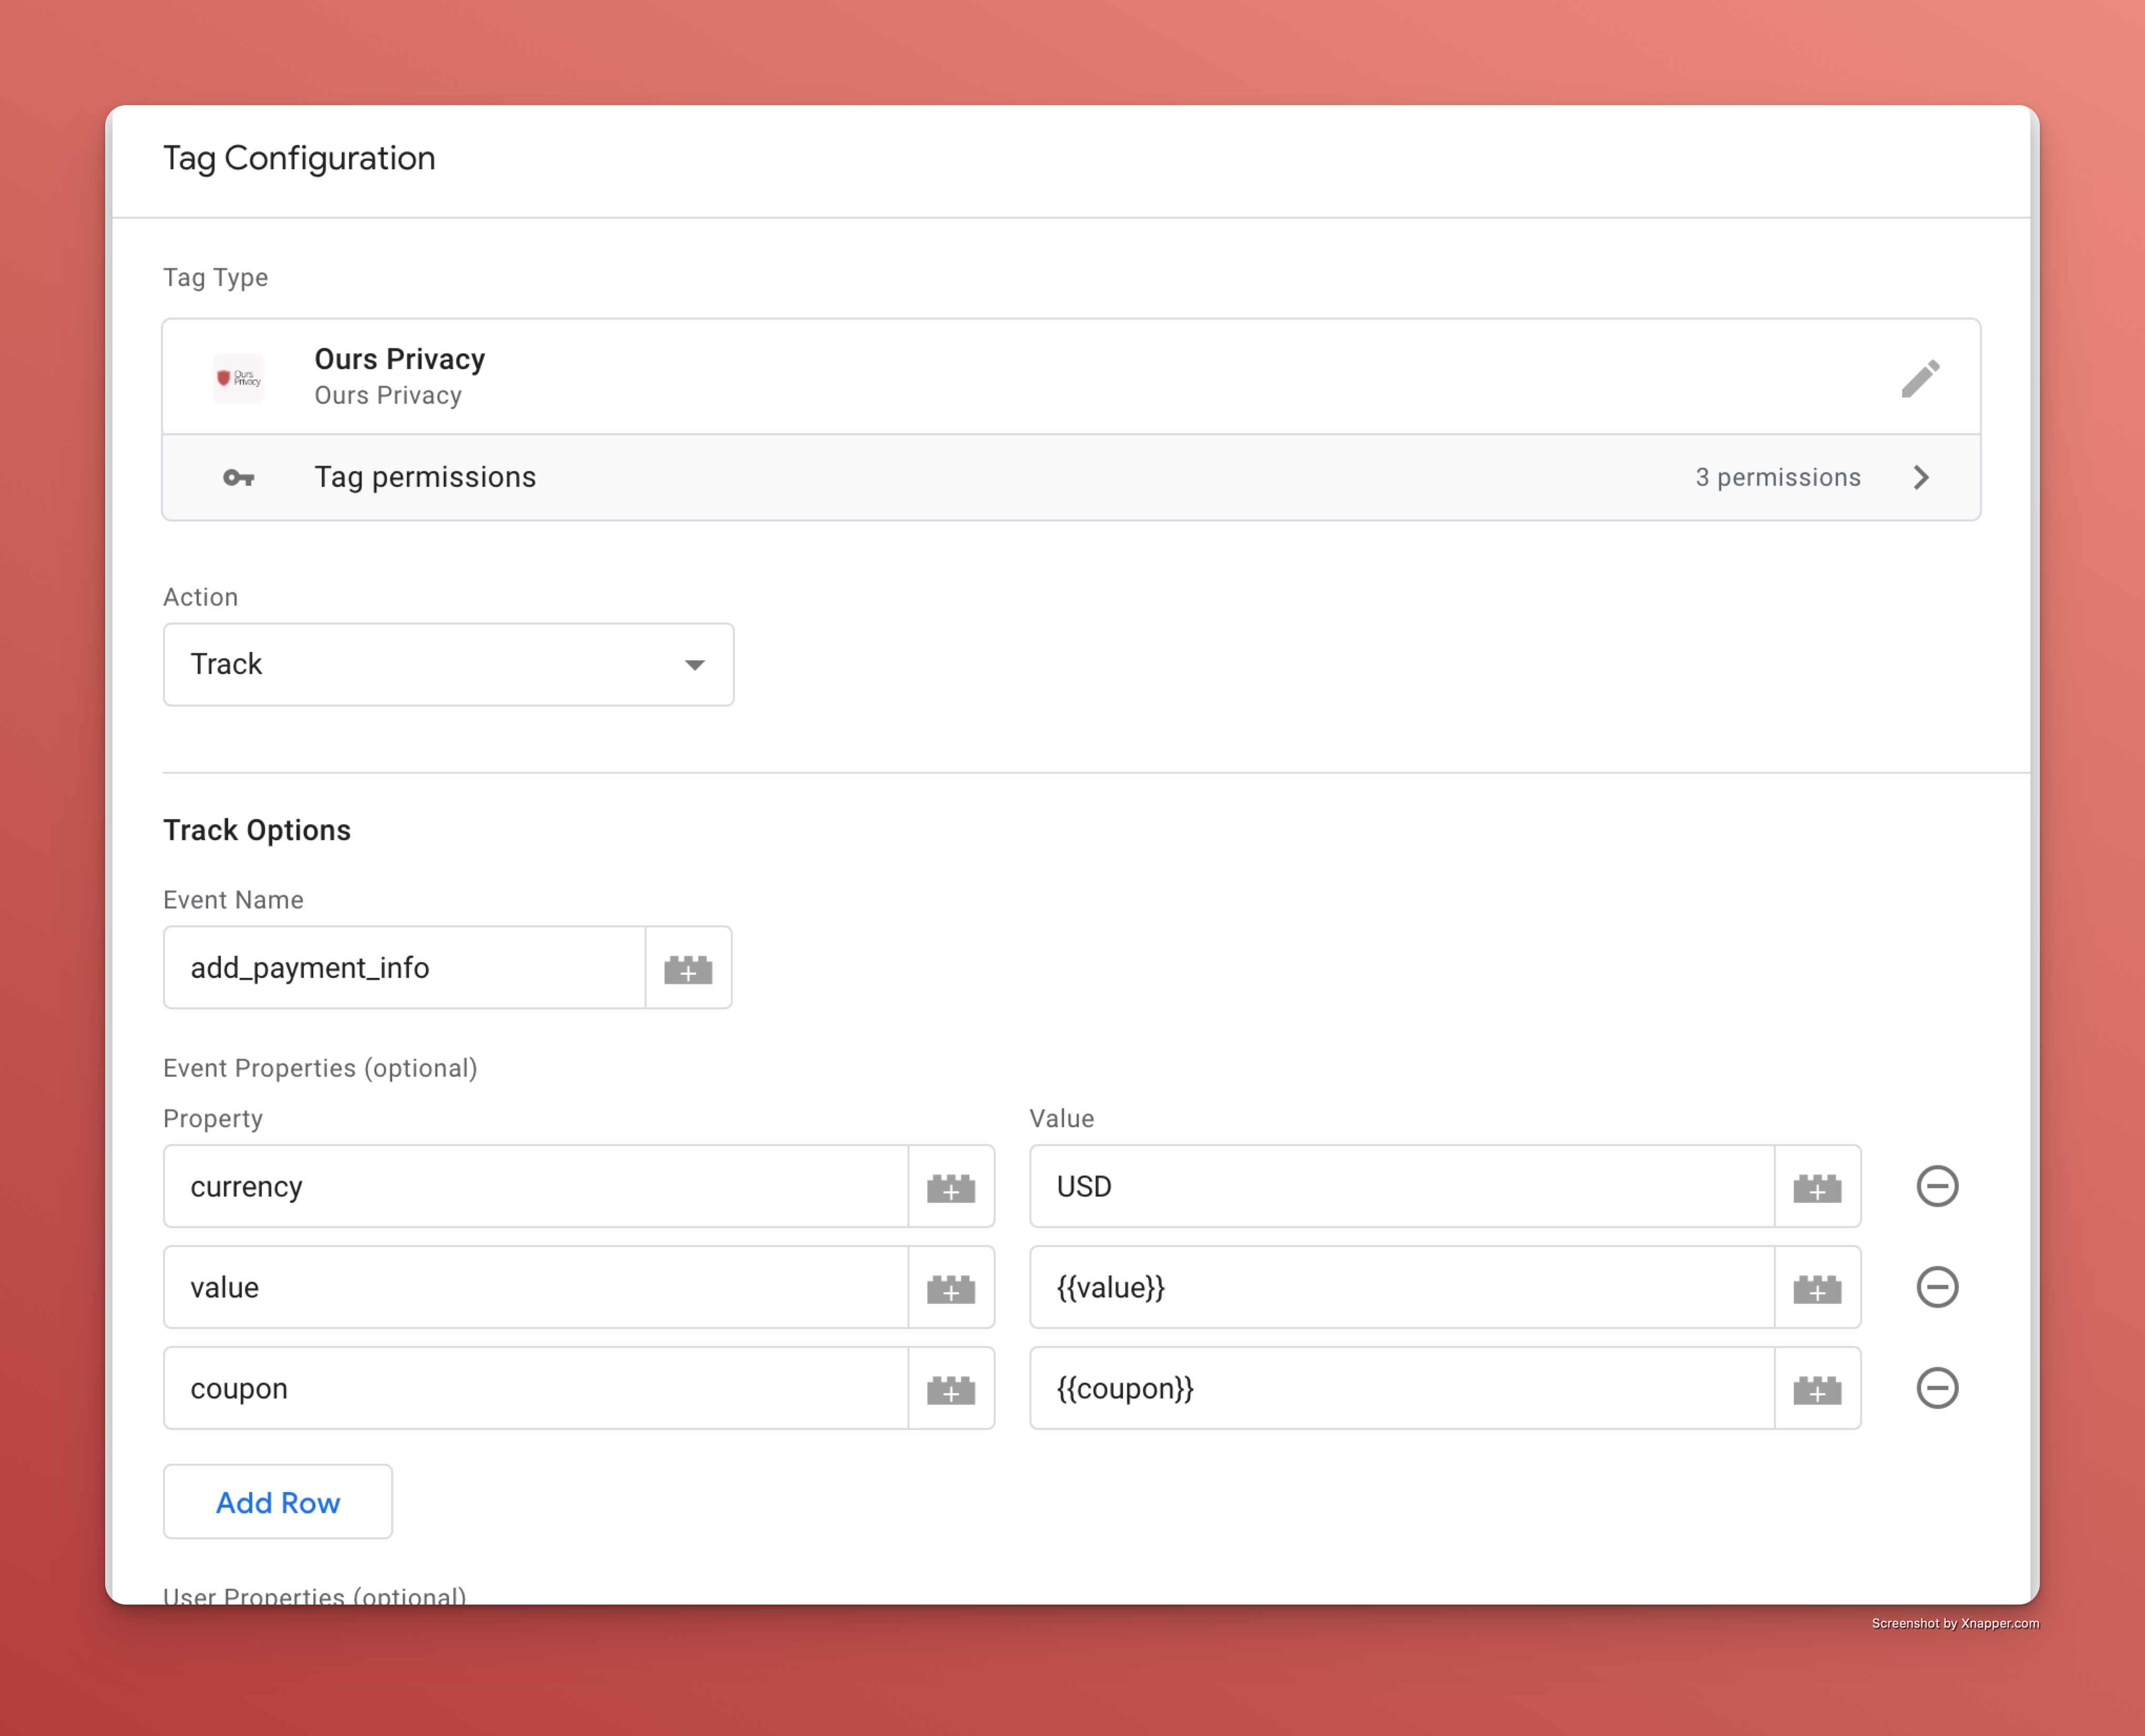 Tag Configuration
Tag Type
Ours Privacy
Ours Privacy
Ours
Privacy
Tag permissions
3 permissions
Action
Track
Track Options
Event Name
add_payment_info
Event Properties (optional)
Property
Value
currency
USD
value
{{value}}
coupon
{{coupon}}
Add Row
User Properties (optional)
Screenshot by Xnapper.com